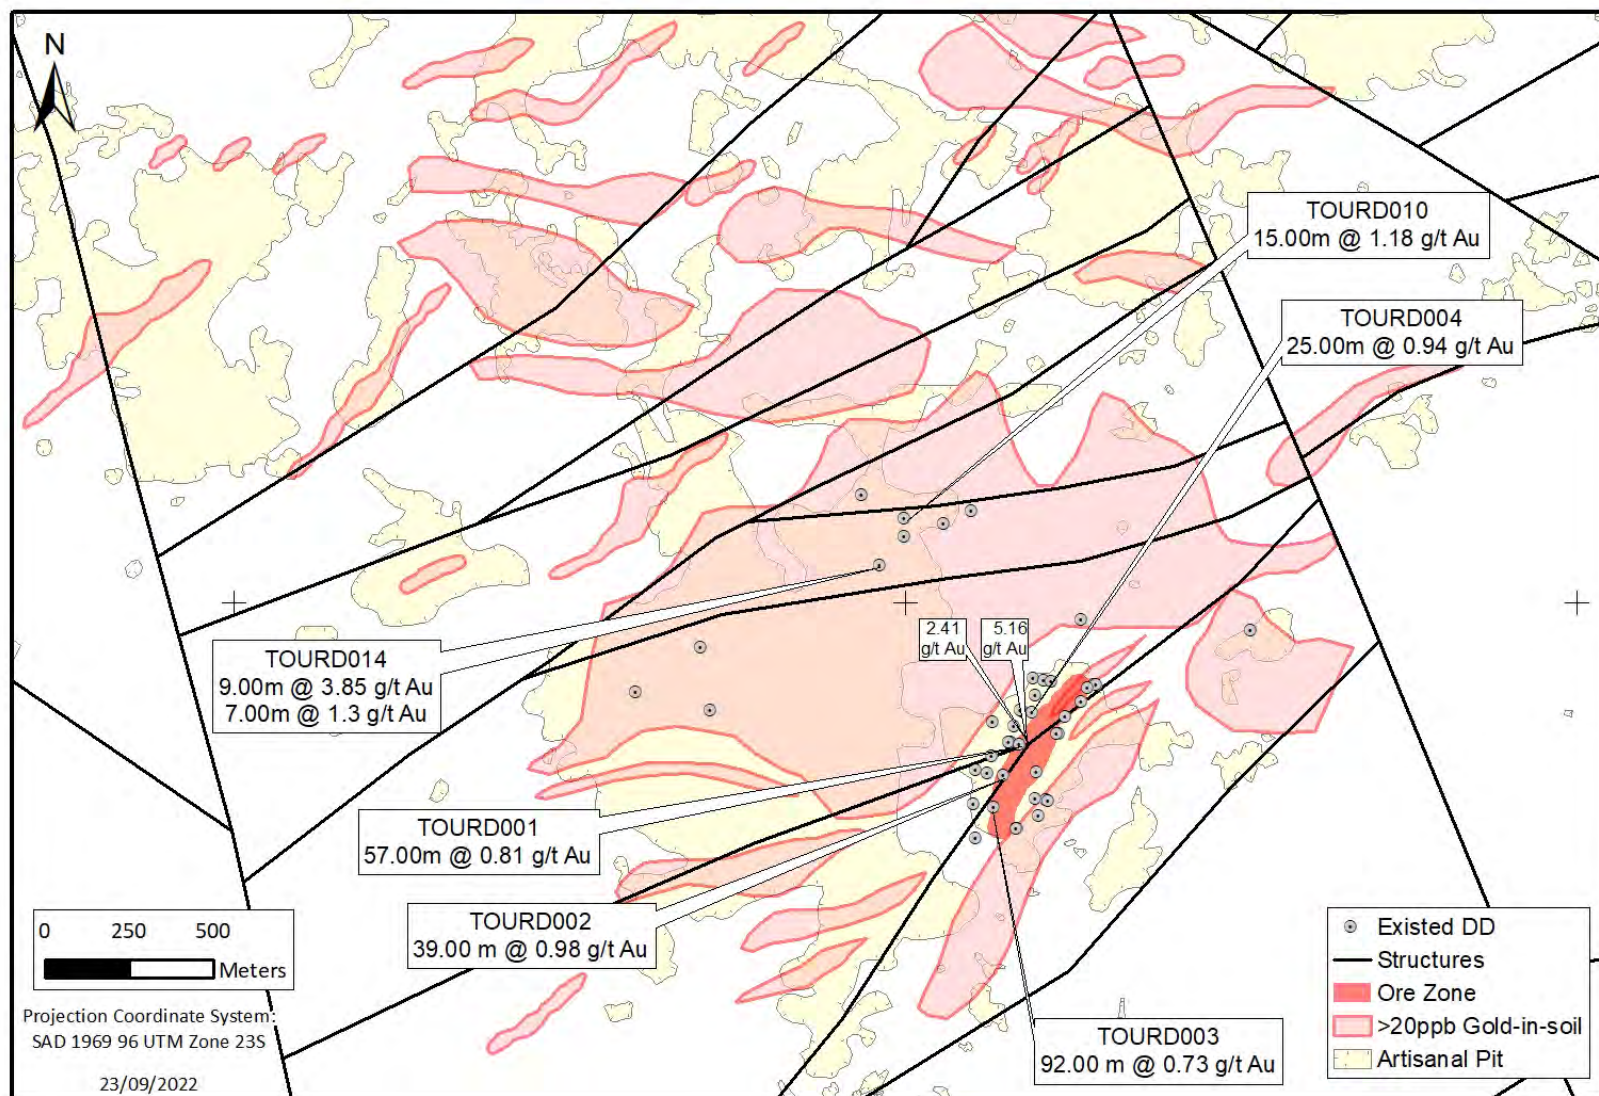 N
TOURD010
15.00m @ 1.18 g/t Au
TOURD004
25.00m @ 0.94 g/t Au
2.41
g/t Au
5.16
g/t Au
TOURD014
9.00m @ 3.85 g/t Au
7.00m @ 1.3 g/t Au
TOURD001
57.00m @ 0.81 g/t Au
TOURD002
39.00 m @ 0.98 g/t Au
TOURD003
92.00 m @ 0.73 g/t Au
0 250 500
Meters
Projection Coordinate System:
SAD 1969 96 UTM Zone 23S
23/09/2022
Existed DD
Structures
Ore Zone
>20ppb Gold-in-soil
Artisanal Pit